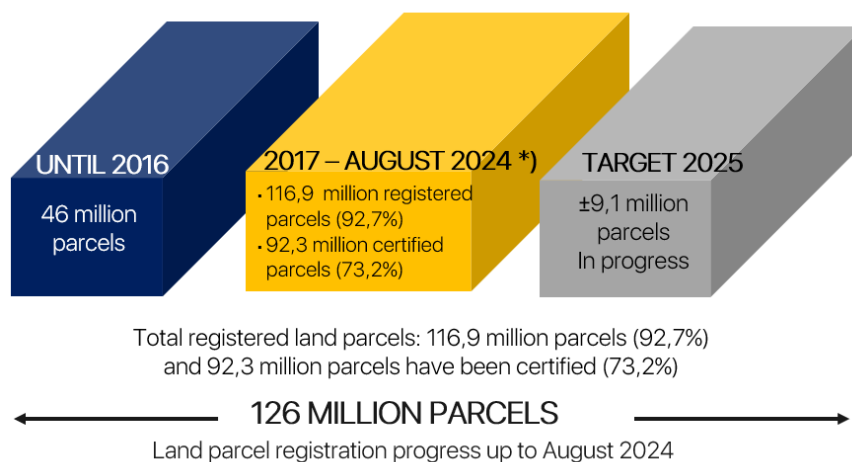 UNTIL 2016
46 million
parcels
2017 – AUGUST 2024 *)
· 116,9 million registered
parcels (92,7%)
· 92,3 million certified
parcels (73,2%)
TARGET 2025
±9,1 million
parcels
In progress
Total registered land parcels: 116,9 million parcels (92,7%)
and 92,3 million parcels have been certified (73,2%)
126 MILLION PARCELS
Land parcel registration progress up to August 2024